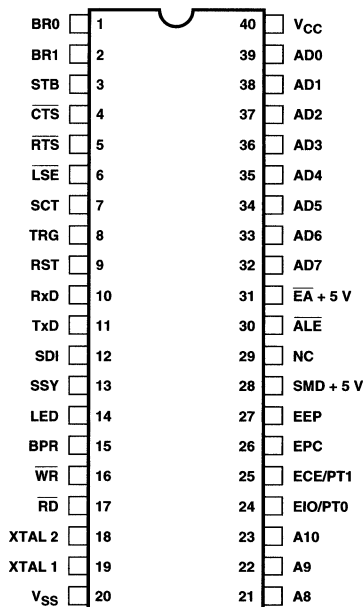 BR0 1 40 VCC
BR1 2 39 AD0
STB 3 38 AD1
CTS 4 37 AD2
RTS 5 36 AD3
LSE 6 35 AD4
SCT 7 34 AD5
TRG 8 33 AD6
RST 9 32 AD7
RxD 10 31 EA + 5 V
TxD 11 30 ALE
SDI 12 29 NC
SSY 13 28 SMD + 5 V
LED 14 27 EEP
BPR 15 26 EPC
WR 16 25 ECE/PT1
RD 17 24 EIO/PT0
XTAL 2 18 23 A10
XTAL 1 19 22 A9
VSS 20 21 A8